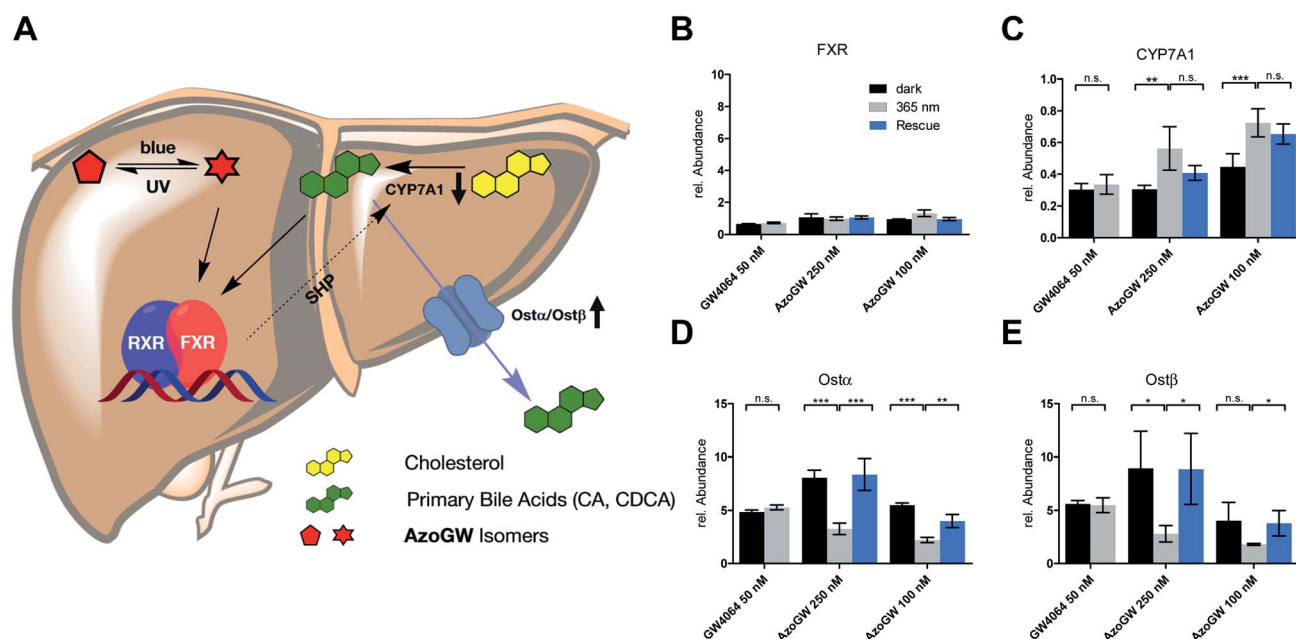 A
blue
UV
CYP7A1
SHP
RXR
FXR
Ostα/Ostβ
Cholesterol
Primary Bile Acids (CA, CDCA)
AzoGW Isomers
B
FXR
rel. Abundance
10
8
6
4
2
0
dark
365 nm
Rescue
GW4064 50 nM
AzoGW 250 nM
AzoGW 100 nM
C
CYP7A1
rel. Abundance
1.0
0.8
0.6
0.4
0.2
0.0
n.s.
**
n.s.
***
n.s.
GW4064 50 nM
AzoGW 250 nM
AzoGW 100 nM
D
Ostα
rel. Abundance
15
10
5
0
n.s.
***
***
***
**
GW4064 50 nM
AzoGW 250 nM
AzoGW 100 nM
E
Ostβ
rel. Abundance
15
10
5
0
n.s.
*
*
n.s.
*
GW4064 50 nM
AzoGW 250 nM
AzoGW 100 nM